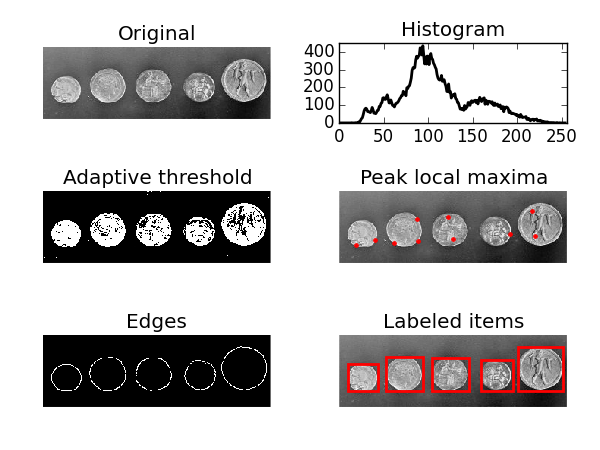 Original
Histogram
400
300
200
100
0
0 50 100 150 200 250
Adaptive threshold
Peak local maxima
Edges
Labeled items